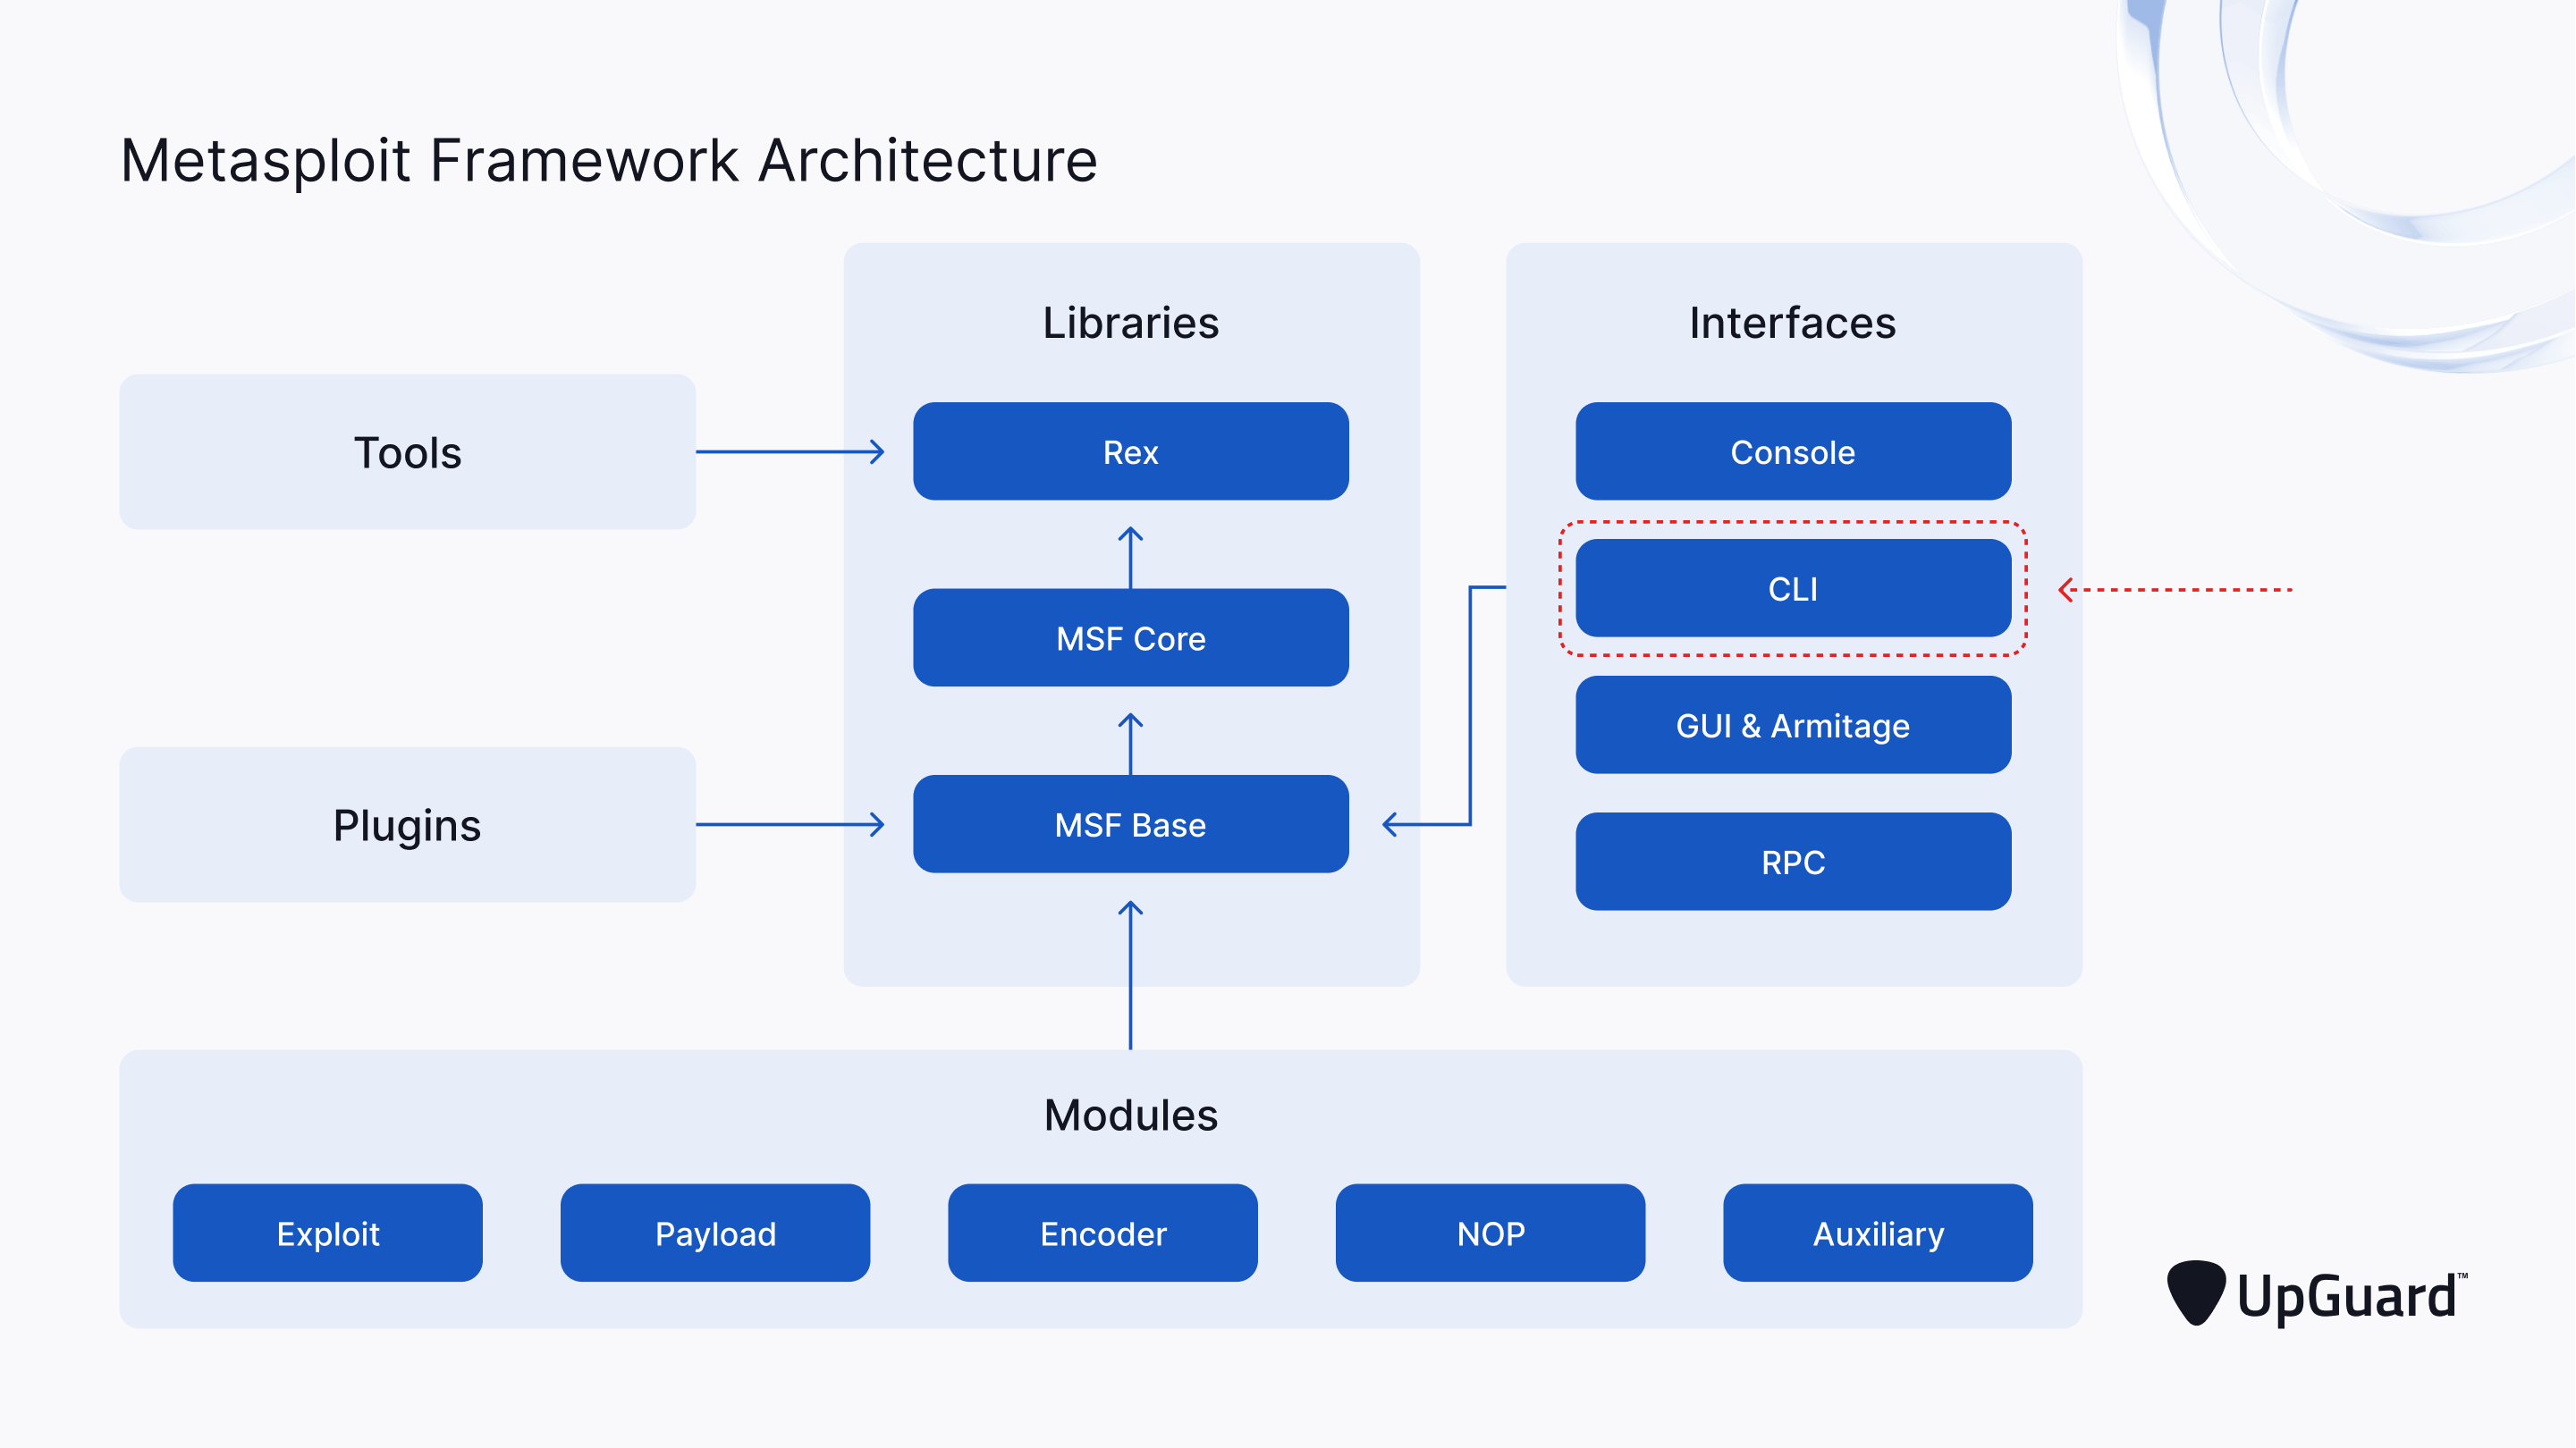 Metasploit Framework Architecture
Tools
Plugins
Libraries
Rex
MSF Core
MSF Base
Interfaces
Console
CLI
GUI & Armitage
RPC
Modules
Exploit
Payload
Encoder
NOP
Auxiliary
UpGuard™